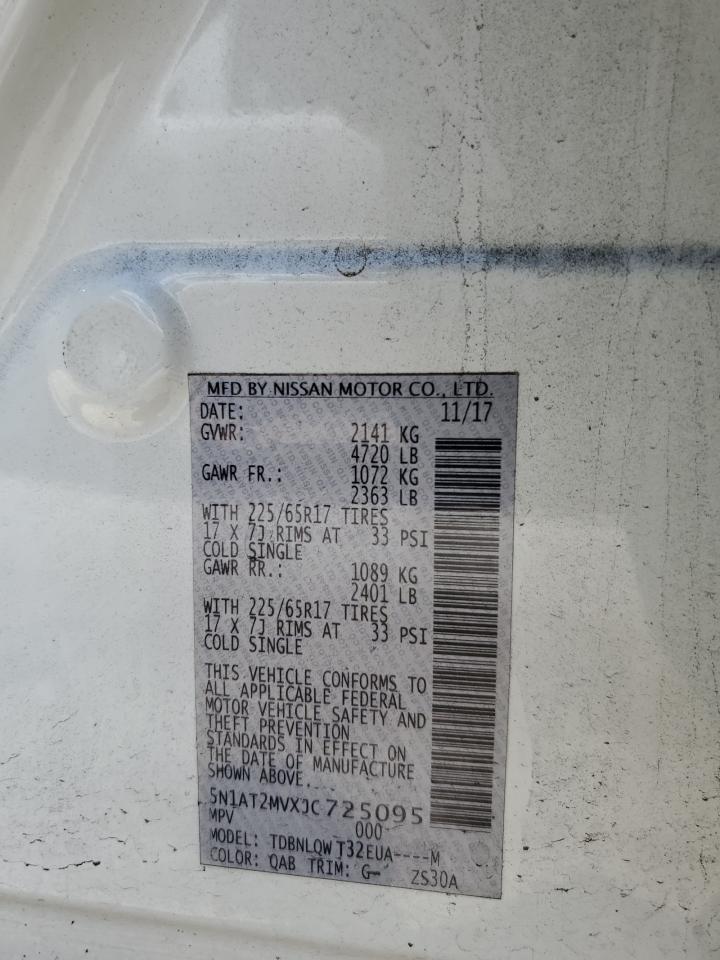 MFD BY NISSAN MOTOR CO., LTD.
DATE: 11/17
GVWR: 2141 KG
4720 LB
GAWR FR.: 1072 KG
2363 LB
WITH 225/65R17 TIRES
17 X 7J RIMS AT 33 PSI
COLD SINGLE
GAWR RR.: 1089 KG
2401 LB
WITH 225/65R17 TIRES
17 X 7J RIMS AT 33 PSI
COLD SINGLE
THIS VEHICLE CONFORMS TO
ALL APPLICABLE FEDERAL
MOTOR VEHICLE SAFETY AND
THEFT PREVENTION
STANDARDS IN EFFECT ON
THE DATE OF MANUFACTURE
SHOWN ABOVE.
5N1AT2MVXJC725095
MPV 000
MODEL: TDBNLQWT32EUA----M
COLOR: QAB TRIM: G- ZS30A